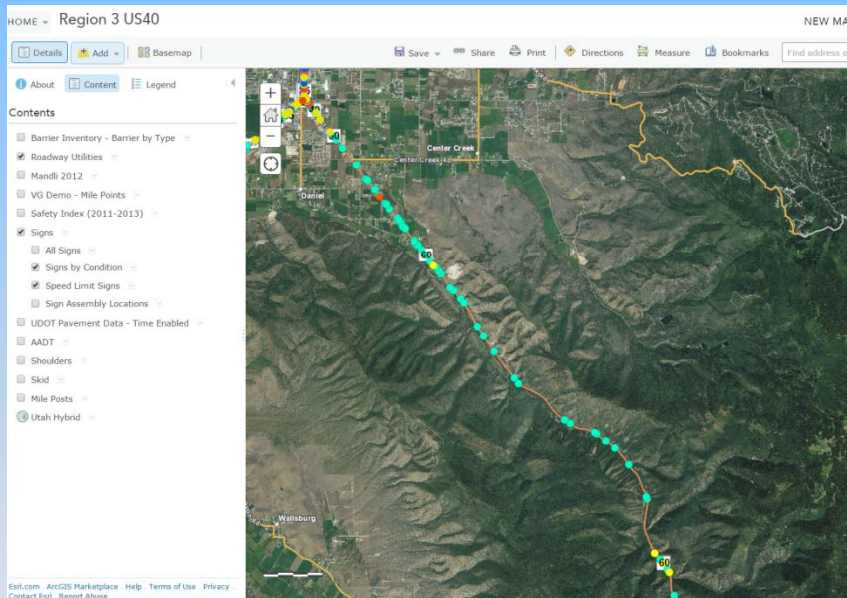 HOME Region 3 US40 NEW MA
Details Add Basemap Save Share Print Directions Measure Bookmarks Find address o
About Content Legend
Contents
Barrier Inventory - Barrier by Type
Roadway Utilities
Mandli 2012
VG Demo - Mile Points
Safety Index (2011-2013)
Signs
All Signs
Signs by Condition
Speed Limit Signs
Sign Assembly Locations
UDOT Pavement Data - Time Enabled
AADT
Shoulders
Skid
Mile Posts
Utah Hybrid
Esri.com . ArcGIS Marketplace . Help . Terms of Use . Privacy .
Contact Esri . Report Abuse
Center Creek
Center Creek Rd
Daniel
60
Wallsburg
60